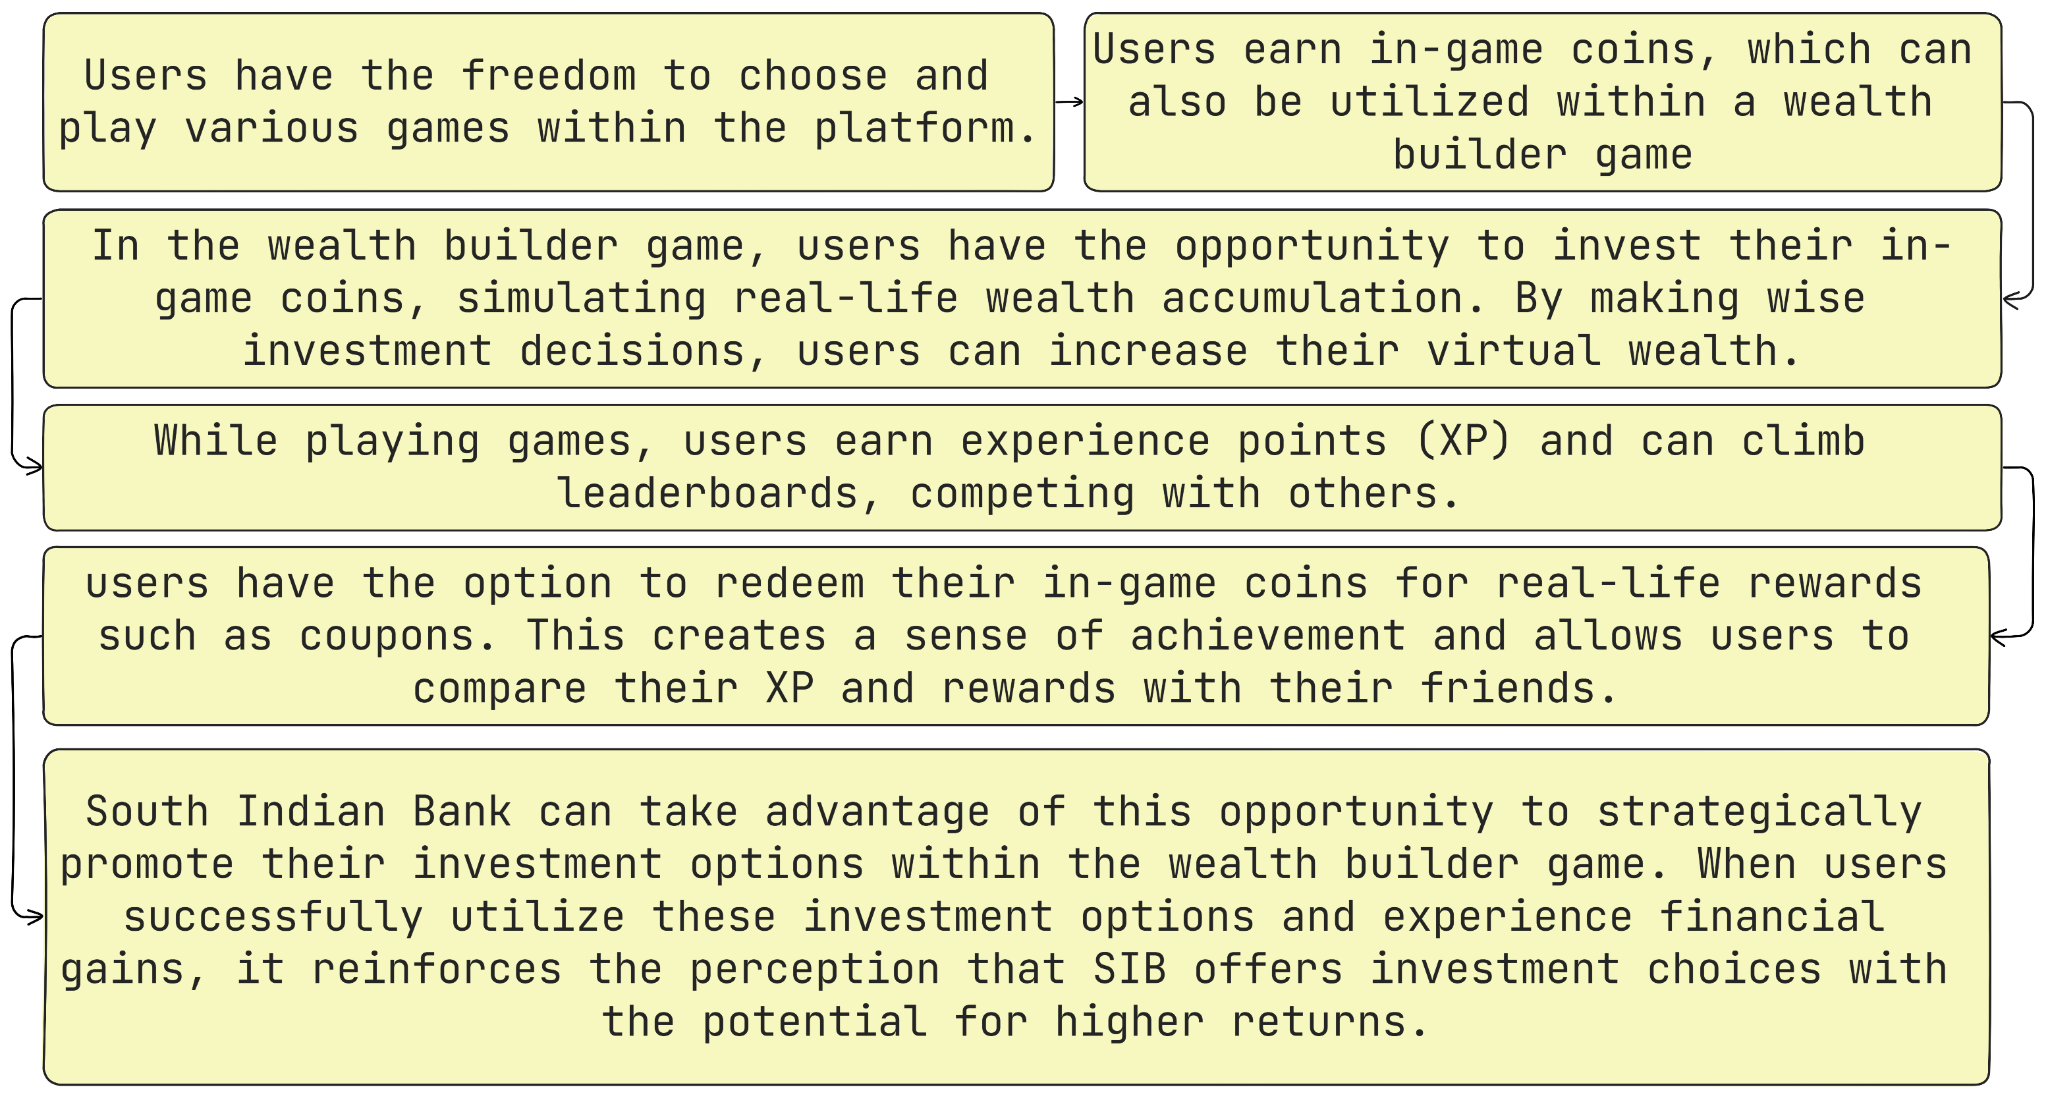 Users have the freedom to choose and
play various games within the platform.
Users earn in-game coins, which can
also be utilized within a wealth
builder game
In the wealth builder game, users have the opportunity to invest their in-
game coins, simulating real-life wealth accumulation. By making wise
investment decisions, users can increase their virtual wealth.
While playing games, users earn experience points (XP) and can climb
leaderboards, competing with others.
users have the option to redeem their in-game coins for real-life rewards
such as coupons. This creates a sense of achievement and allows users to
compare their XP and rewards with their friends.
South Indian Bank can take advantage of this opportunity to strategically
promote their investment options within the wealth builder game. When users
successfully utilize these investment options and experience financial
gains, it reinforces the perception that SIB offers investment choices with
the potential for higher returns.